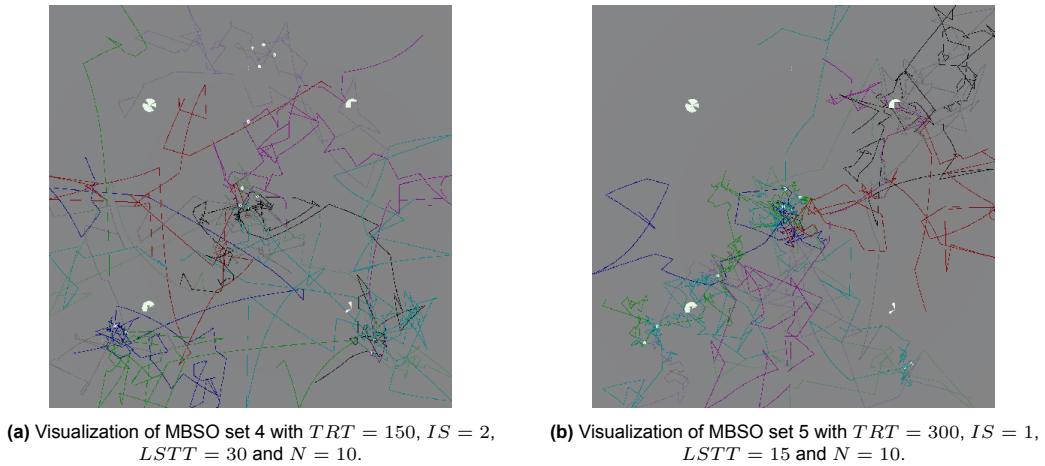 (a) Visualization of MBSO set 4 with TRT = 150, IS = 2,
LSTT = 30 and N = 10.
(b) Visualization of MBSO set 5 with TRT = 300, IS = 1,
LSTT = 15 and N = 10.